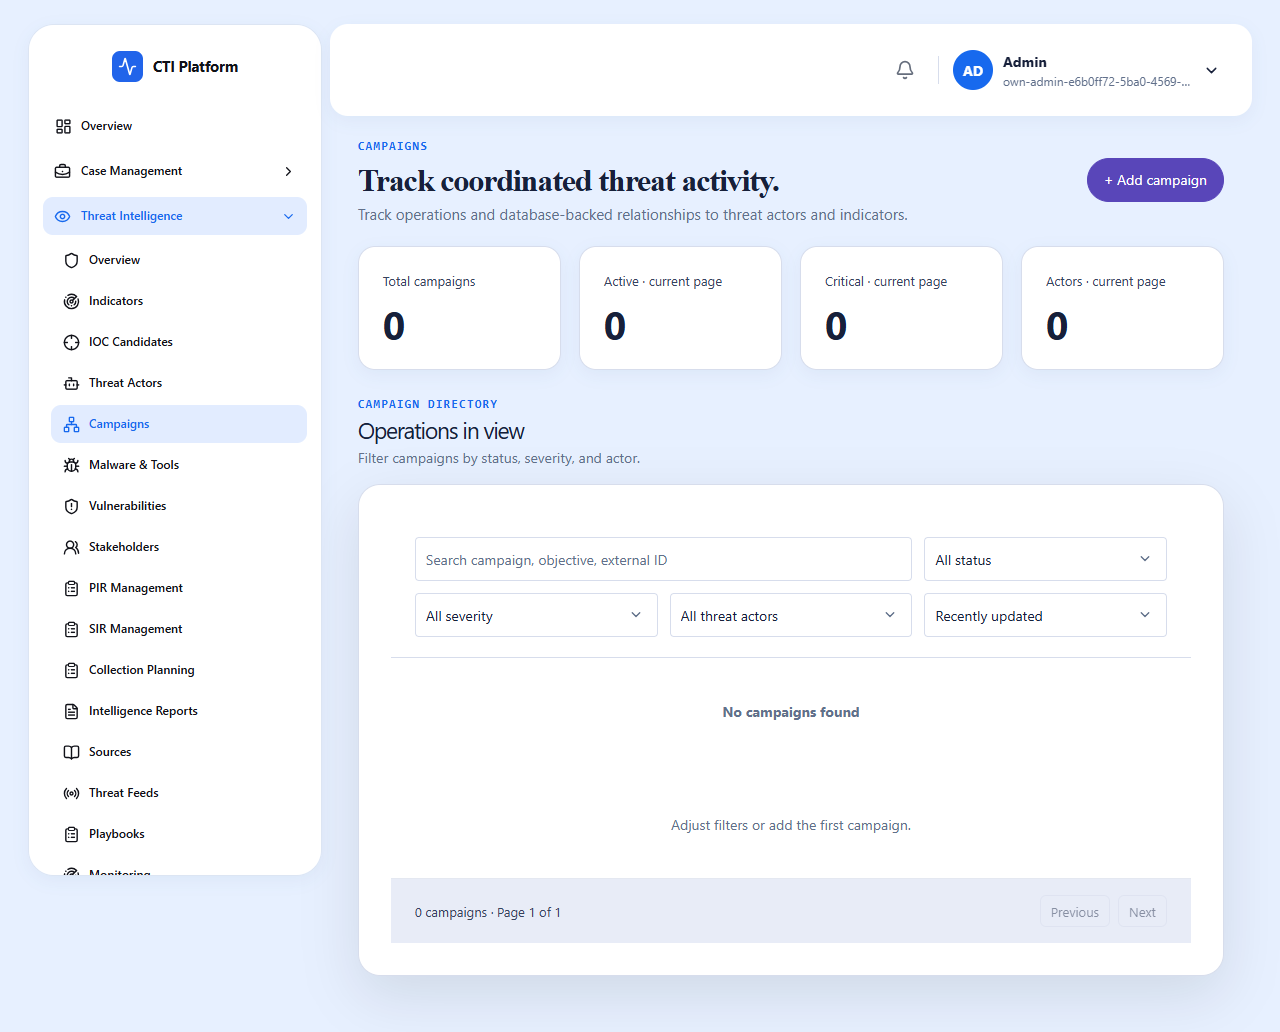 CTI Platform
Overview
Case Management
Threat Intelligence
Overview
Indicators
IOC Candidates
Threat Actors
Campaigns
Malware & Tools
Vulnerabilities
Stakeholders
PIR Management
SIR Management
Collection Planning
Intelligence Reports
Sources
Threat Feeds
Playbooks
Monitoring
AD
Admin
own-admin-e6b0ff72-5ba0-4569-...
CAMPAIGNS
Track coordinated threat activity.
Track operations and database-backed relationships to threat actors and indicators.
+ Add campaign
Total campaigns
0
Active · current page
0
Critical · current page
0
Actors · current page
0
CAMPAIGN DIRECTORY
Operations in view
Filter campaigns by status, severity, and actor.
Search campaign, objective, external ID
All status
All severity
All threat actors
Recently updated
No campaigns found
Adjust filters or add the first campaign.
0 campaigns · Page 1 of 1
Previous
Next